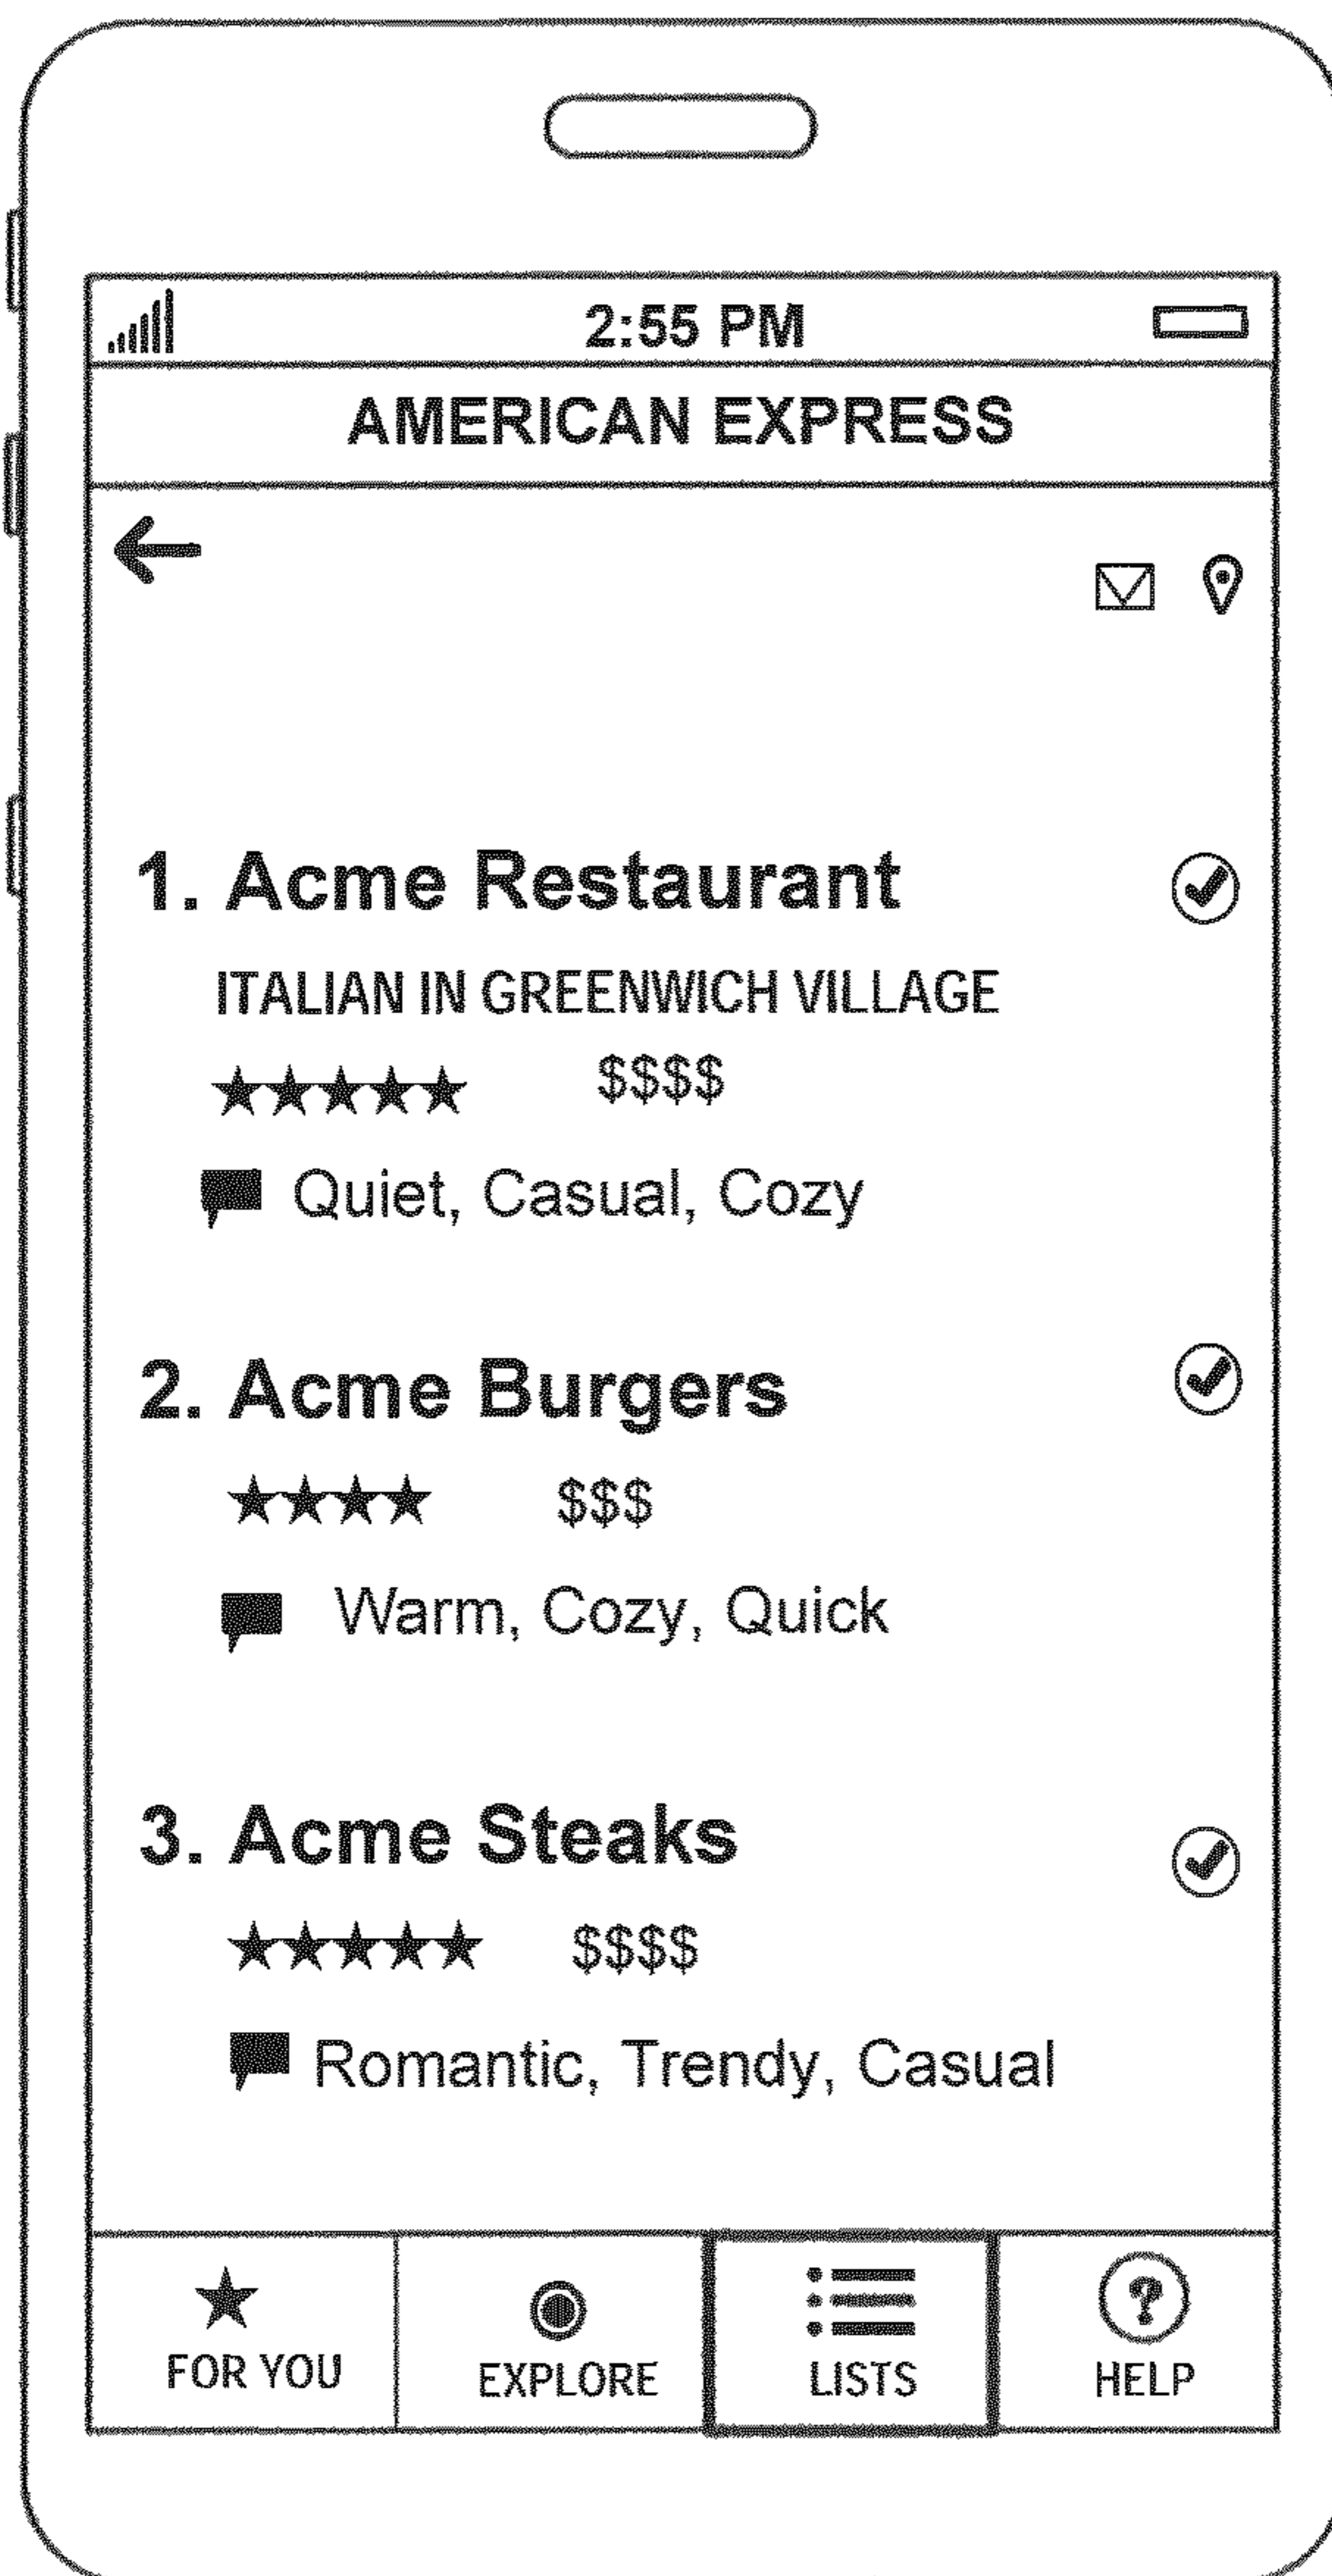 2:55 PM
AMERICAN EXPRESS
1. Acme Restaurant
ITALIAN IN GREENWICH VILLAGE
$$$$
Quiet, Casual, Cozy
2. Acme Burgers
$$$
Warm, Cozy, Quick
3. Acme Steaks
$$$$
Romantic, Trendy, Casual
FOR YOU EXPLORE LISTS HELP